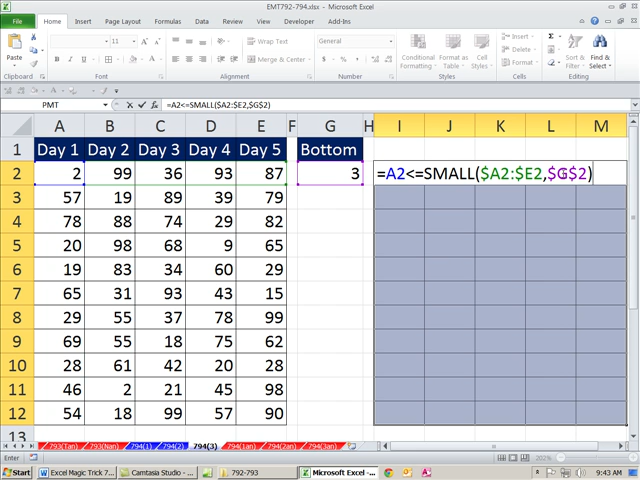 EMT792-794.xlsx - Microsoft Excel
File Home Insert Page Layout Formulas Data Review View Developer Add-Ins
Paste
11
B I U
Wrap Text
Merge & Center
General
$ % ,
Conditional Formatting
Format as Table
Cell Styles
Insert
Delete
Format
Sort & Filter
Find & Select
Clipboard Font Alignment Number Styles Cells Editing
PMT fx =A2<=SMALL($A2:$E2,$G$2)
A B C D E F G H I J K L M
1 Day 1 Day 2 Day 3 Day 4 Day 5 Bottom
2 2 99 36 93 87 3 =A2<=SMALL($A2:$E2,$G$2)
3 57 19 89 39 79
4 78 88 74 29 82
5 20 98 68 9 65
6 19 83 34 60 29
7 65 31 93 43 15
8 29 55 37 78 99
9 69 55 18 75 62
10 28 61 42 20 28
11 46 2 21 45 98
12 54 18 99 57 90
13
793(Tan) 793(Nan) 794(1) 794(2) 794(3) 794(1an) 794(2an) 794(3an)
Edit 202%
Start Excel Magic Trick 7... Camtasia Studio - ... 792-793 Microsoft Excel -... 9:43 AM